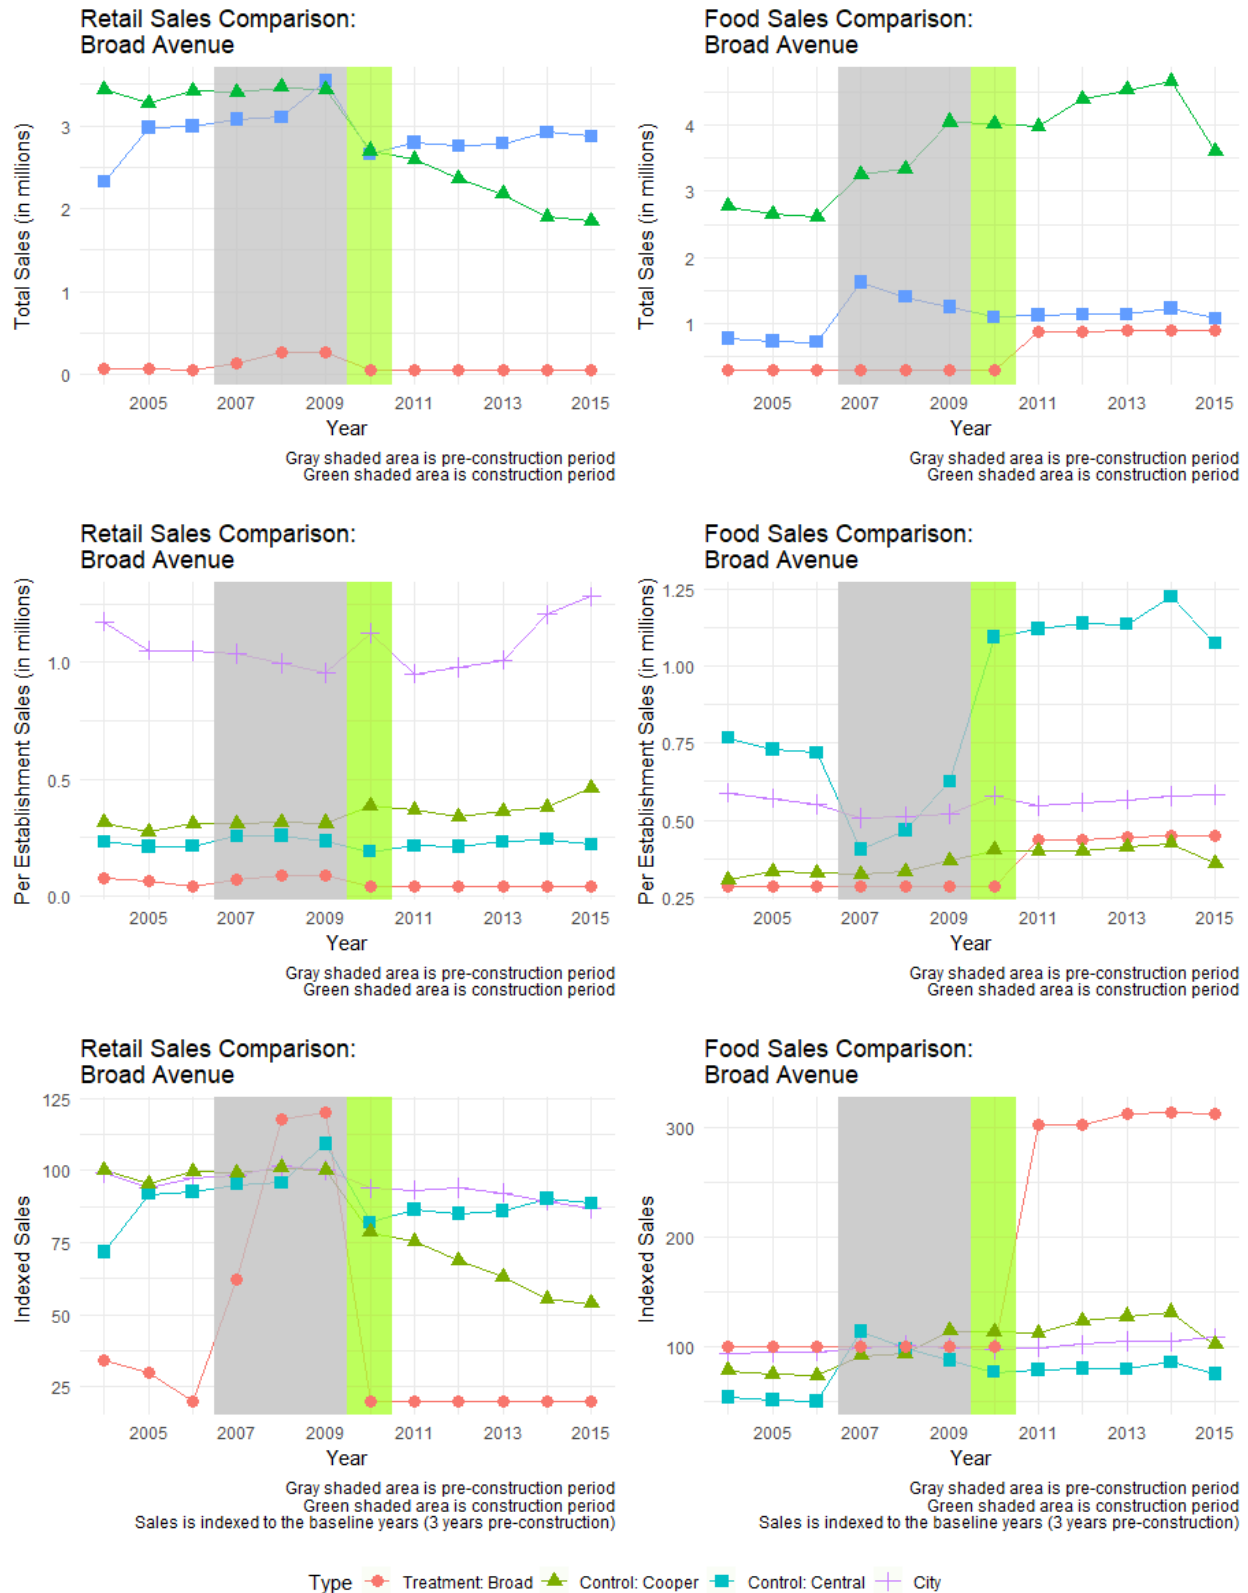 Retail Sales Comparison:
Broad Avenue
Total Sales (in millions)
3
2
1
0
2005 2007 2009 2011 2013 2015
Year
Gray shaded area is pre-construction period
Green shaded area is construction period
Food Sales Comparison:
Broad Avenue
Total Sales (in millions)
4
3
2
1
2005 2007 2009 2011 2013 2015
Year
Gray shaded area is pre-construction period
Green shaded area is construction period
Retail Sales Comparison:
Broad Avenue
Per Establishment Sales (in millions)
1.0
0.5
0.0
2005 2007 2009 2011 2013 2015
Year
Gray shaded area is pre-construction period
Green shaded area is construction period
Food Sales Comparison:
Broad Avenue
Per Establishment Sales (in millions)
1.25
1.00
0.75
0.50
0.25
2005 2007 2009 2011 2013 2015
Year
Gray shaded area is pre-construction period
Green shaded area is construction period
Retail Sales Comparison:
Broad Avenue
Indexed Sales
125
100
75
50
25
2005 2007 2009 2011 2013 2015
Year
Gray shaded area is pre-construction period
Green shaded area is construction period
Sales is indexed to the baseline years (3 years pre-construction)
Food Sales Comparison:
Broad Avenue
Indexed Sales
300
200
100
2005 2007 2009 2011 2013 2015
Year
Gray shaded area is pre-construction period
Green shaded area is construction period
Sales is indexed to the baseline years (3 years pre-construction)
Type Treatment: Broad Control: Cooper Control: Central City